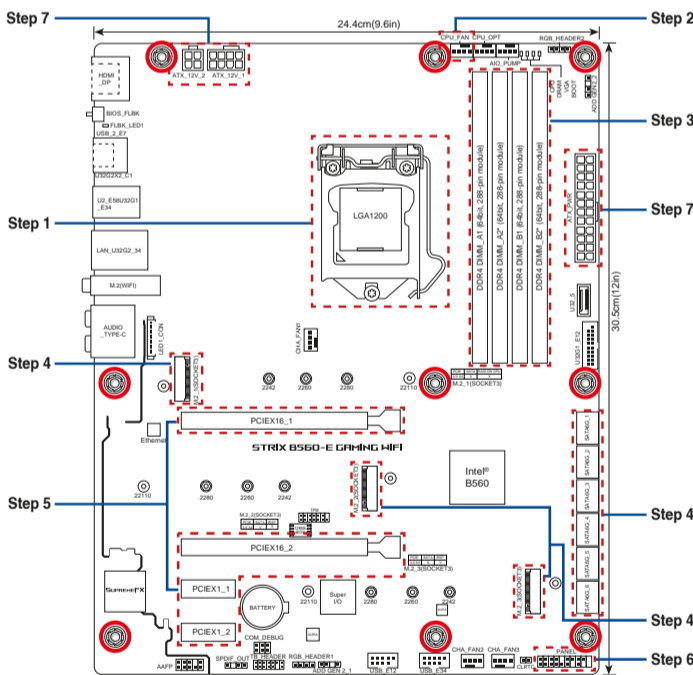 Step 7
24.4cm(9.6in)
Step 2
CPU_FAN
CPU_OPT
RGB_HEADER2
ATX_12V_2
ATX_12V_1
AIO_PUMP
HDMI
_DP
CPU
DRAM
VGA
BOOT
ADD GEN2_2
BIOS_FLBK
FLBK_LED1
USB_2_E7
Step 3
U32G2X2_C1
U2_E56U32G1
_E34
Step 1
LGA1200
DDR4 DIMM_A1 (64bit, 288-pin module)
DDR4 DIMM_A2* (64bit, 288-pin module)
DDR4 DIMM_B1 (64bit, 288-pin module)
DDR4 DIMM_B2* (64bit, 288-pin module)
ATX_PWR
Step 7
LAN_U32G2_34
M.2(WIFI)
U32_5
30.5cm(12in)
AUDIO
_TYPE-C
LED1_CON
CHA_FAN1
U32G1_E12
Step 4
M.2_1(SOCKET3)
2242
2260
2280
22110
M.2_1(SOCKET3)
PCIEX16_1
Ethernet
STRIX B560-E GAMING WIFI
SATA6G_1
SATA6G_2
SATA6G_3
SATA6G_4
SATA6G_5
SATA6G_6
Intel®
B560
22110
2280
2260
2242
M.2_2(SOCKET3)
Step 5
Step 4
M.2_2(SOCKET3)
PCIEX16_2
M.2_3(SOCKET3)
SUPREMEFX
PCIEX1_1
BATTERY
22110
Super
I/O
2280
2260
2242
M.2_3(SOCKET3)
Step 4
PCIEX1_2
COM_DEBUG
AAFP
SPDIF_OUT
TB_HEADER
RGB_HEADER1
ADD GEN 2_1
USB_E12
USB_E34
CHA_FAN2
CHA_FAN3
CLRTC
PANEL
Step 6